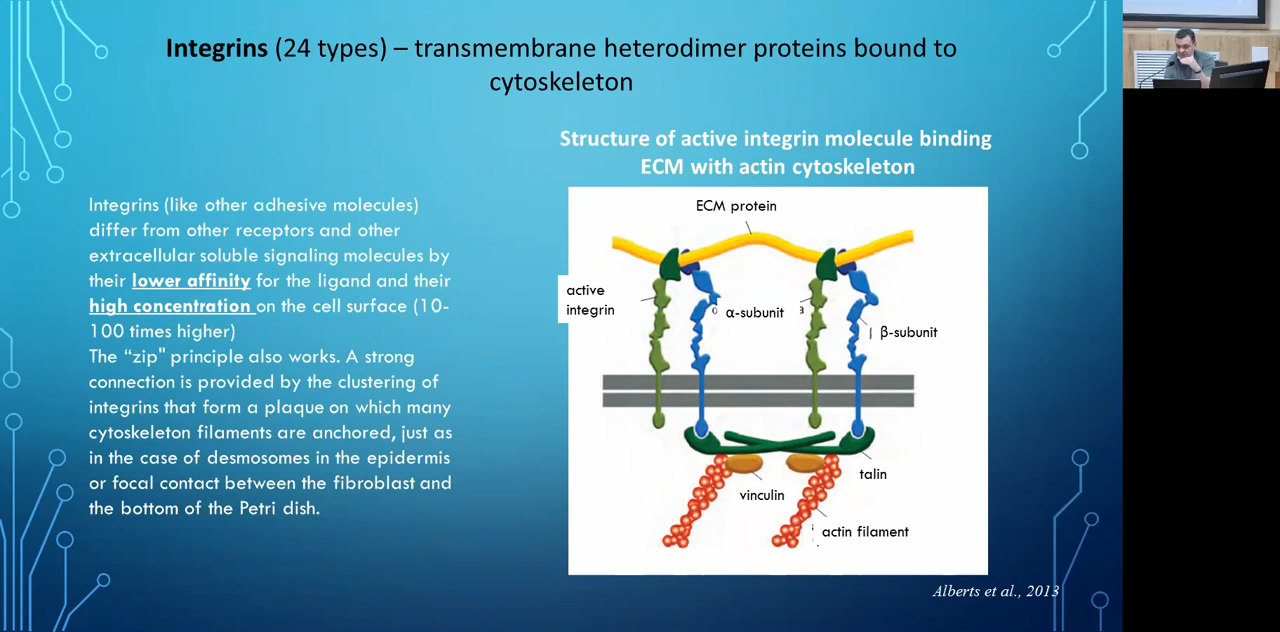 Integrins (24 types) – transmembrane heterodimer proteins bound to
cytoskeleton
Structure of active integrin molecule binding
ECM with actin cytoskeleton
Integrins (like other adhesive molecules)
differ from other receptors and other
extracellular soluble signaling molecules by
their lower affinity for the ligand and their
high concentration on the cell surface (10-
100 times higher)
The “zip" principle also works. A strong
connection is provided by the clustering of
integrins that form a plaque on which many
cytoskeleton filaments are anchored, just as
in the case of desmosomes in the epidermis
or focal contact between the fibroblast and
the bottom of the Petri dish.
ECM protein
active
integrin
α-subunit
β-subunit
talin
vinculin
actin filament
Alberts et al., 2013